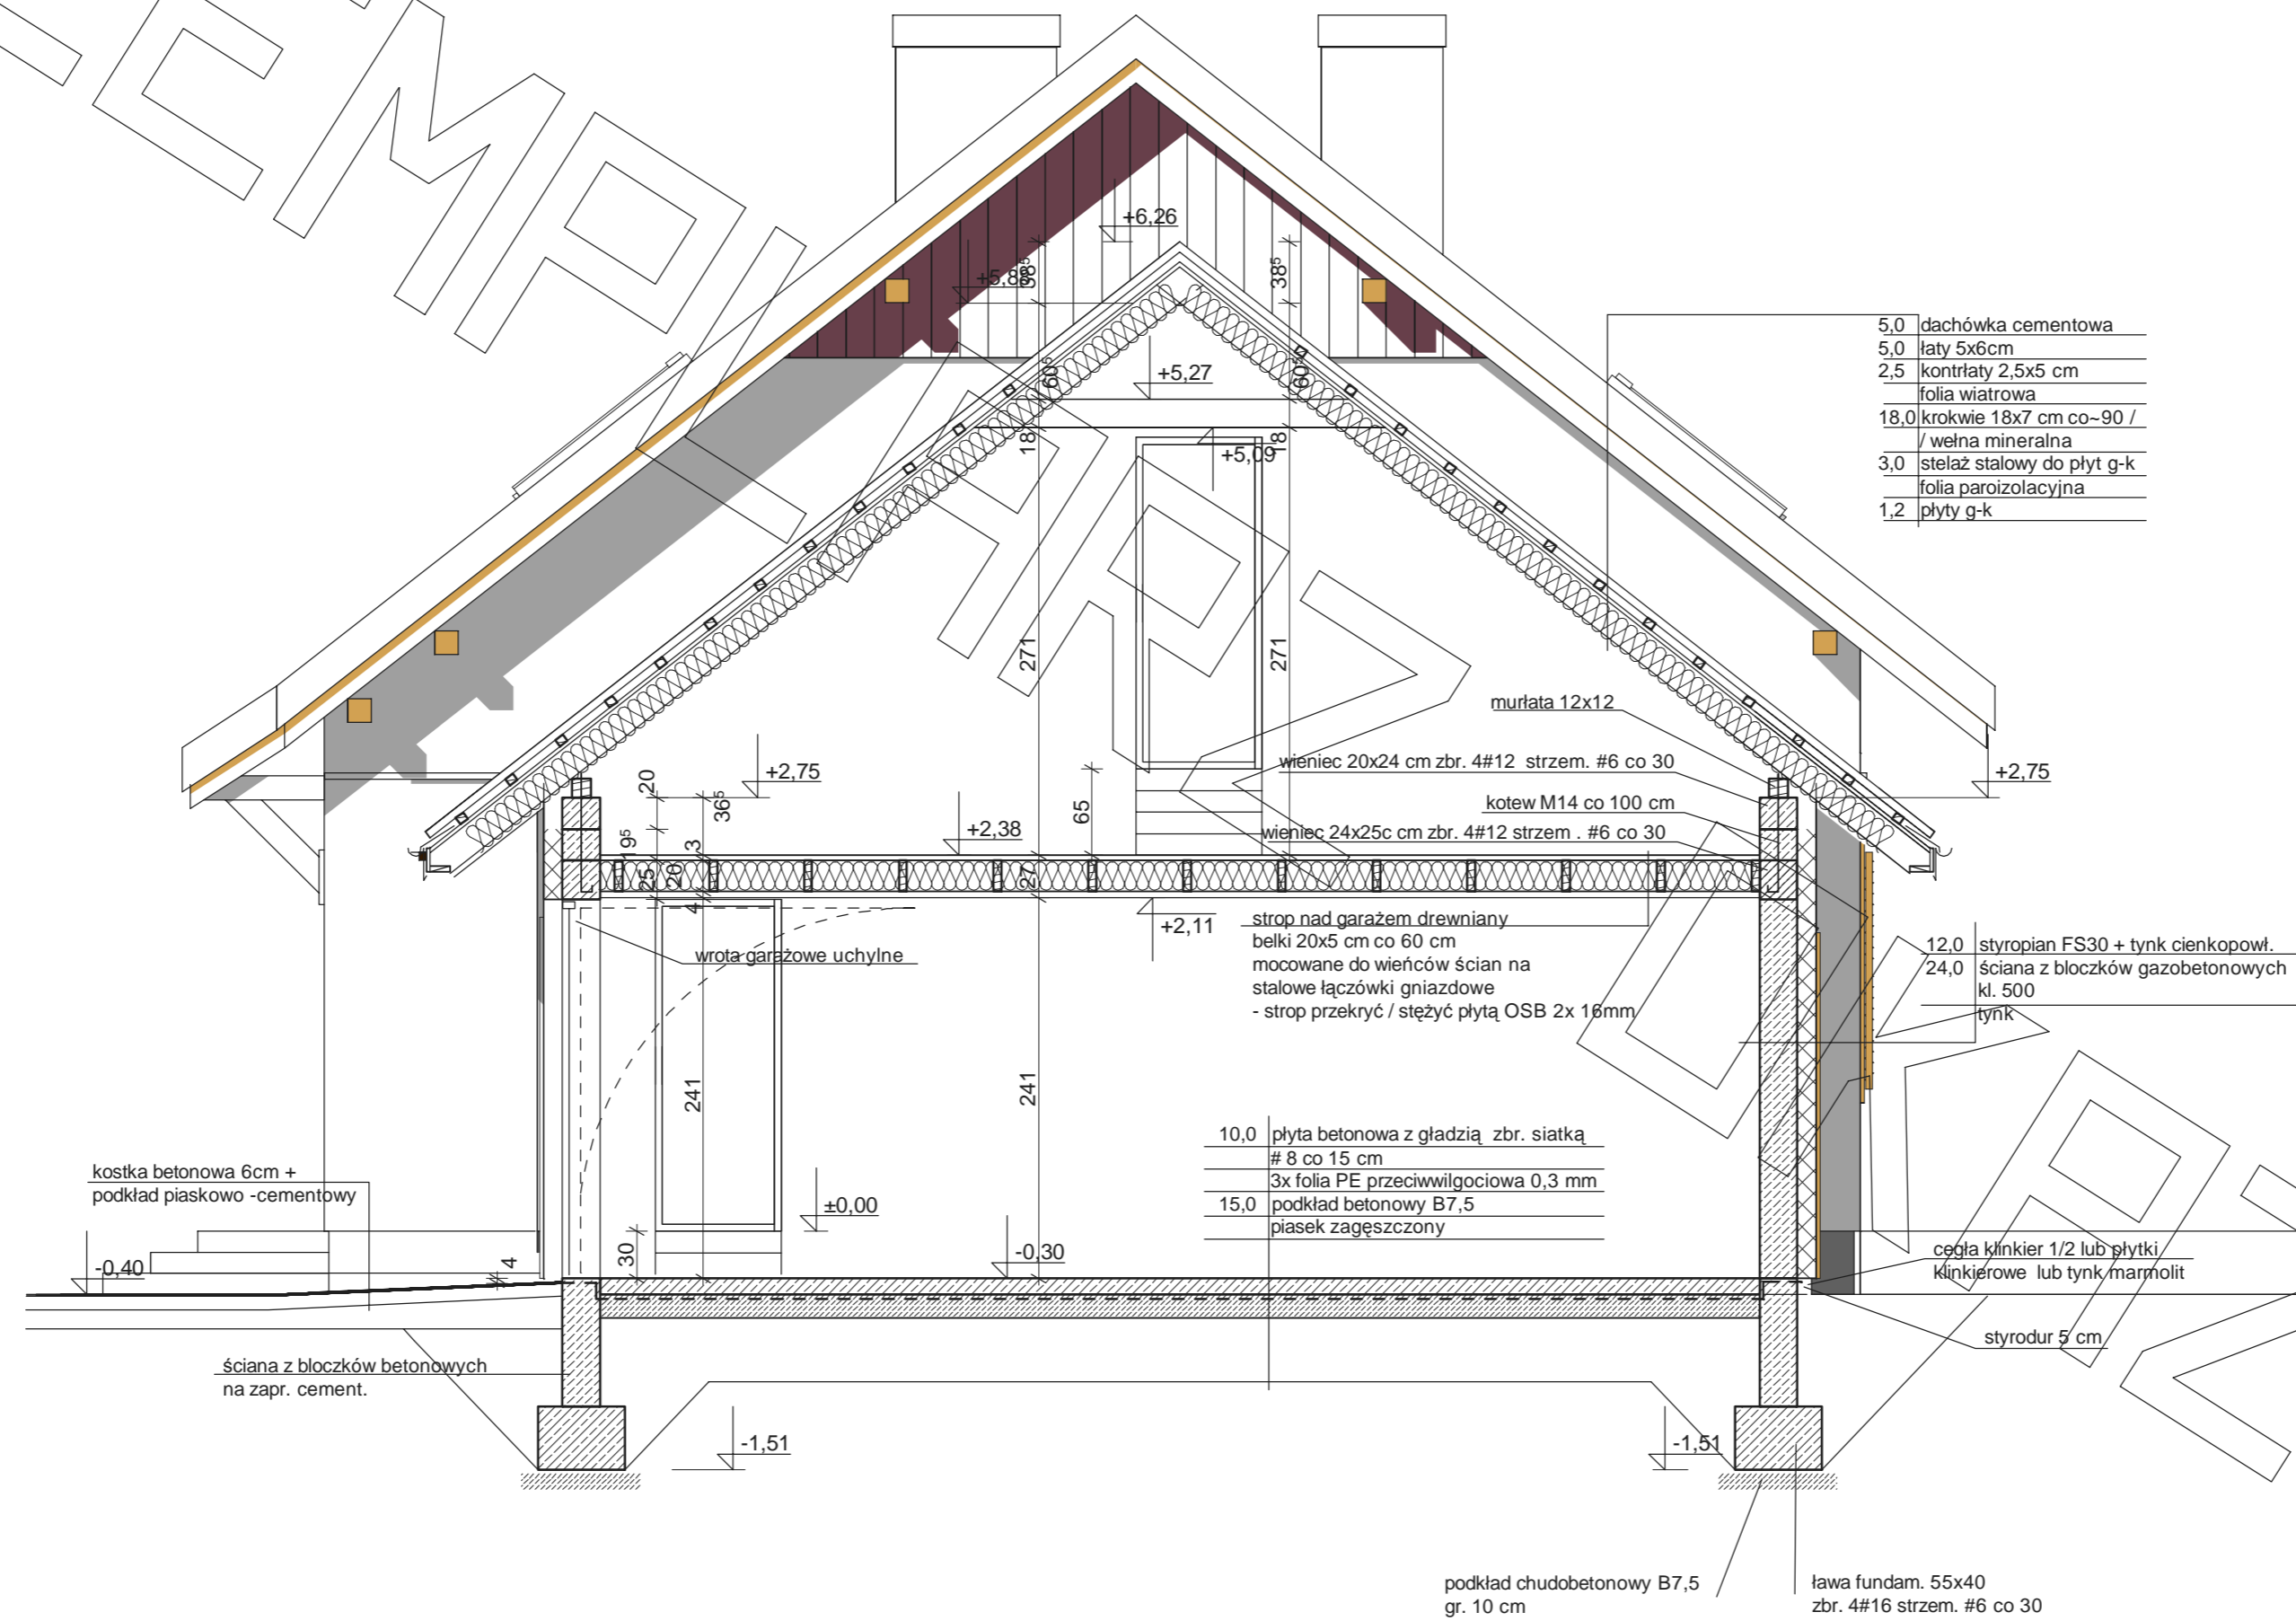 +6,26
+5,88
38⁵
38⁵
5,0 dachówka cementowa
5,0 łaty 5x6cm
2,5 kontrłaty 2,5x5 cm
folia wiatrowa
18,0 krokwie 18x7 cm co~90 /
/ wełna mineralna
3,0 stelaż stalowy do płyt g-k
folia paroizolacyjna
1,2 płyty g-k
60⁵
+5,27
60⁵
18
+5,09
18
271
271
murłata 12x12
wieniec 20x24 cm zbr. 4#12 strzem. #6 co 30
kotew M14 co 100 cm
wieniec 24x25c cm zbr. 4#12 strzem . #6 co 30
+2,75
+2,75
20
36⁵
65
+2,38
19⁵
3
25
20
27
4
+2,11
wrota garażowe uchylne
strop nad garażem drewniany
belki 20x5 cm co 60 cm
mocowane do wieńców ścian na
stalowe łączówki gniazdowe
- strop przekryć / stężyć płytą OSB 2x 16mm
12,0 styropian FS30 + tynk cienkopowł.
24,0 ściana z bloczków gazobetonowych
kl. 500
tynk
241
241
10,0 płyta betonowa z gładzią zbr. siatką
# 8 co 15 cm
3x folia PE przeciwwilgociowa 0,3 mm
15,0 podkład betonowy B7,5
piasek zagęszczony
kostka betonowa 6cm +
podkład piaskowo -cementowy
±0,00
-0,40
4
30
-0,30
cegła klinkier 1/2 lub płytki
klinkierowe lub tynk marmolit
styrodur 5 cm
ściana z bloczków betonowych
na zapr. cement.
-1,51
-1,51
podkład chudobetonowy B7,5
gr. 10 cm
ława fundam. 55x40
zbr. 4#16 strzem. #6 co 30